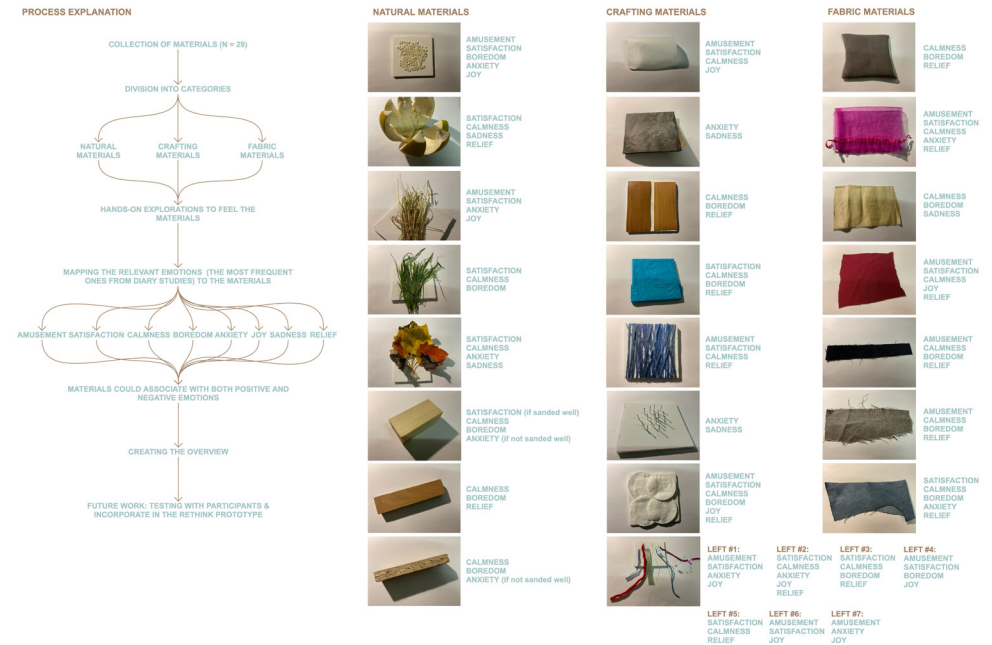 PROCESS EXPLANATION
COLLECTION OF MATERIALS (N = 29)
DIVISION INTO CATEGORIES
NATURAL
MATERIALS
CRAFTING
MATERIALS
FABRIC
MATERIALS
HANDS-ON EXPLORATIONS TO FEEL THE
MATERIALS
MAPPING THE RELEVANT EMOTIONS (THE MOST FREQUENT
ONES FROM DIARY STUDIES) TO THE MATERIALS
AMUSEMENT SATISFACTION CALMNESS BOREDOM ANXIETY JOY SADNESS RELIEF
MATERIALS COULD ASSOCIATE WITH BOTH POSITIVE AND
NEGATIVE EMOTIONS
CREATING THE OVERVIEW
FUTURE WORK: TESTING WITH PARTICIPANTS &
INCORPORATE IN THE RETHINK PROTOTYPE
NATURAL MATERIALS
AMUSEMENT
SATISFACTION
BOREDOM
ANXIETY
JOY
SATISFACTION
CALMNESS
SADNESS
RELIEF
AMUSEMENT
SATISFACTION
ANXIETY
JOY
SATISFACTION
CALMNESS
BOREDOM
SATISFACTION
CALMNESS
ANXIETY
SADNESS
SATISFACTION (if sanded well)
CALMNESS
BOREDOM
ANXIETY (if not sanded well)
CALMNESS
BOREDOM
RELIEF
CALMNESS
BOREDOM
ANXIETY (if not sanded well)
CRAFTING MATERIALS
AMUSEMENT
SATISFACTION
CALMNESS
JOY
ANXIETY
SADNESS
CALMNESS
BOREDOM
RELIEF
SATISFACTION
CALMNESS
BOREDOM
RELIEF
AMUSEMENT
SATISFACTION
CALMNESS
RELIEF
ANXIETY
SADNESS
AMUSEMENT
SATISFACTION
CALMNESS
BOREDOM
JOY
RELIEF
LEFT #1:
AMUSEMENT
SATISFACTION
ANXIETY
JOY
LEFT #2:
SATISFACTION
CALMNESS
ANXIETY
JOY
RELIEF
LEFT #3:
SATISFACTION
CALMNESS
BOREDOM
RELIEF
LEFT #4:
AMUSEMENT
SATISFACTION
BOREDOM
JOY
LEFT #5:
SATISFACTION
CALMNESS
RELIEF
LEFT #6:
AMUSEMENT
SATISFACTION
JOY
LEFT #7:
AMUSEMENT
ANXIETY
JOY
FABRIC MATERIALS
CALMNESS
BOREDOM
RELIEF
AMUSEMENT
SATISFACTION
CALMNESS
ANXIETY
RELIEF
CALMNESS
BOREDOM
SADNESS
AMUSEMENT
SATISFACTION
CALMNESS
JOY
RELIEF
AMUSEMENT
CALMNESS
BOREDOM
RELIEF
AMUSEMENT
CALMNESS
BOREDOM
RELIEF
SATISFACTION
CALMNESS
BOREDOM
ANXIETY
RELIEF